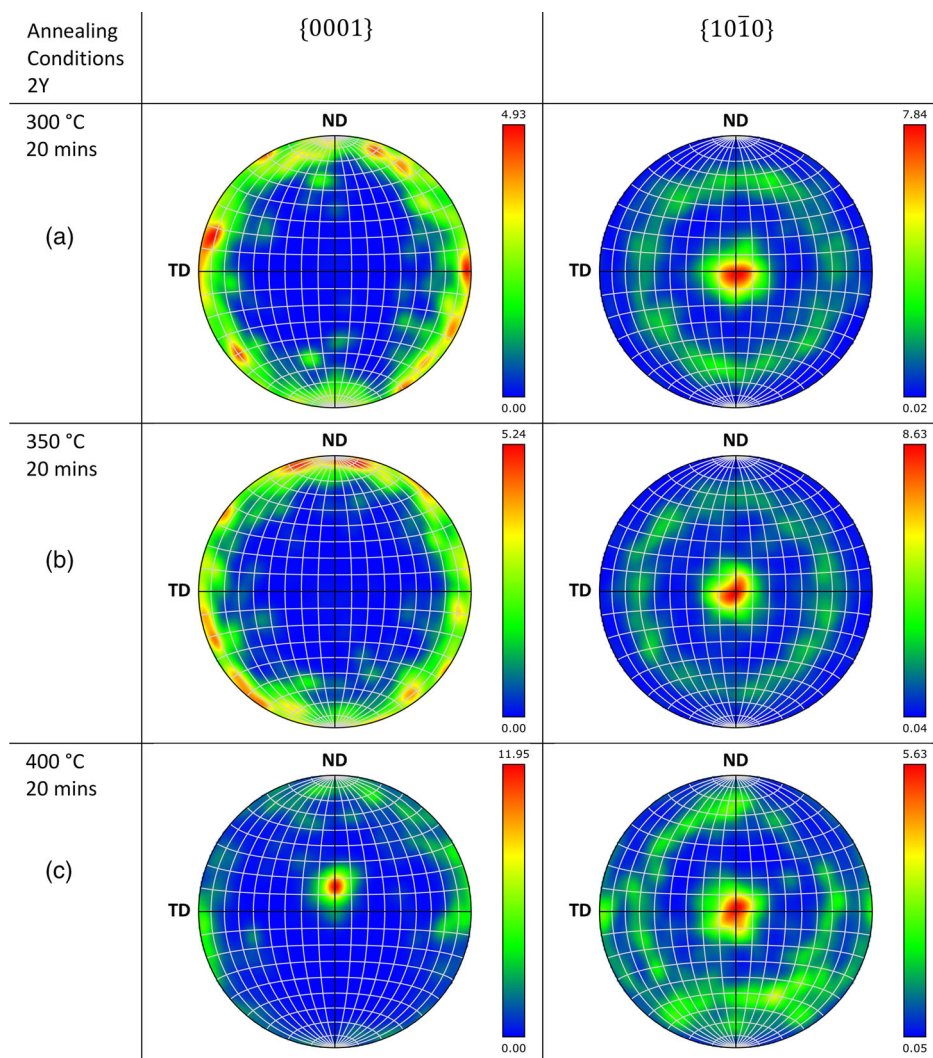 Annealing
Conditions
2Y
{0001}
{101̅0}
300 °C
20 mins
(a)
ND
TD
4.93
0.00
ND
TD
7.84
0.02
350 °C
20 mins
(b)
ND
TD
5.24
0.00
ND
TD
8.63
0.04
400 °C
20 mins
(c)
ND
TD
11.95
0.00
ND
TD
5.63
0.05